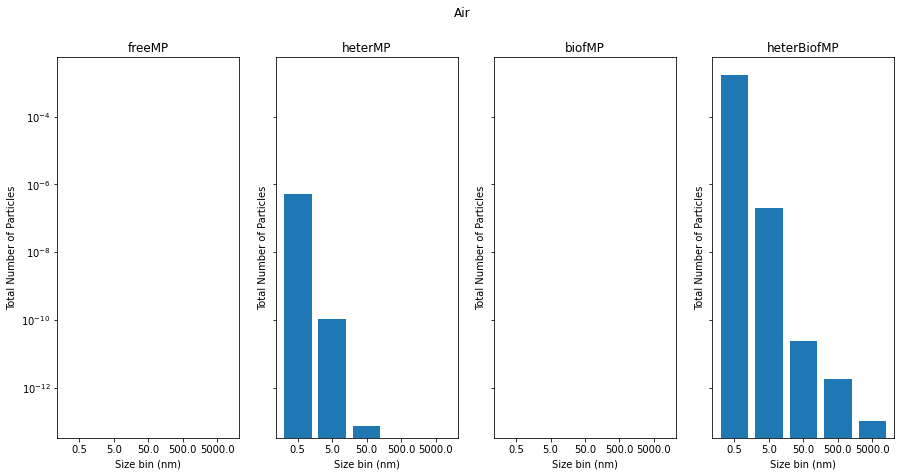 Air
freeMP
heterMP
biofMP
heterBiofMP
Total Number of Particles
10⁻⁴
10⁻⁶
10⁻⁸
10⁻¹⁰
10⁻¹²
0.5 5.0 50.0 500.0 5000.0
Size bin (nm)
Total Number of Particles
0.5 5.0 50.0 500.0 5000.0
Size bin (nm)
Total Number of Particles
0.5 5.0 50.0 500.0 5000.0
Size bin (nm)
Total Number of Particles
0.5 5.0 50.0 500.0 5000.0
Size bin (nm)